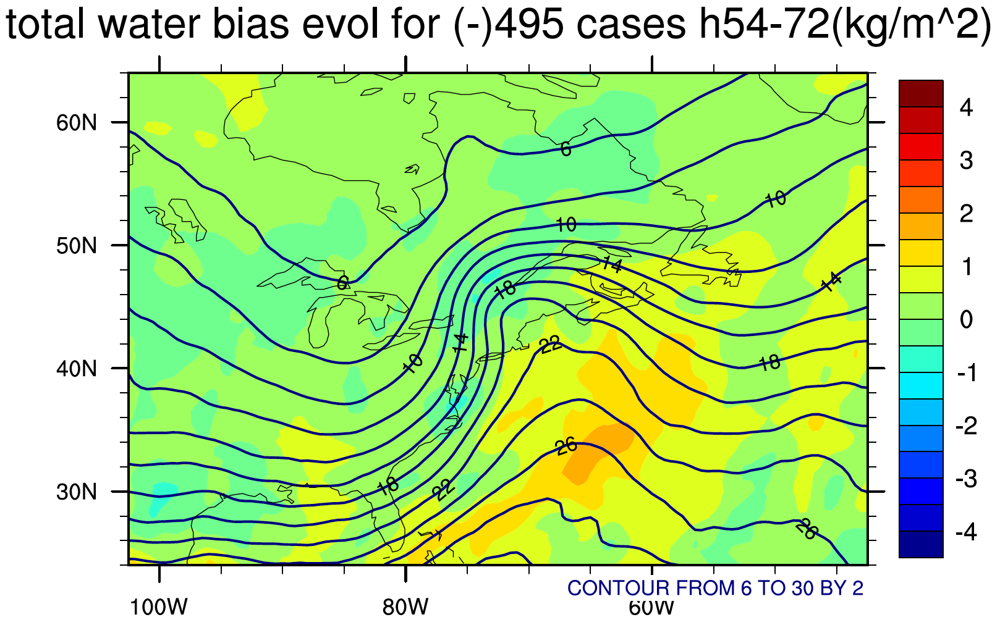 total water bias evol for (-)495 cases h54-72(kg/m^2)
60N
50N
40N
30N
100W
80W
60W
6
10
10
14
14
18
6
14
10
22
18
26
18
22
26
4
3
2
1
0
-1
-2
-3
-4
CONTOUR FROM 6 TO 30 BY 2